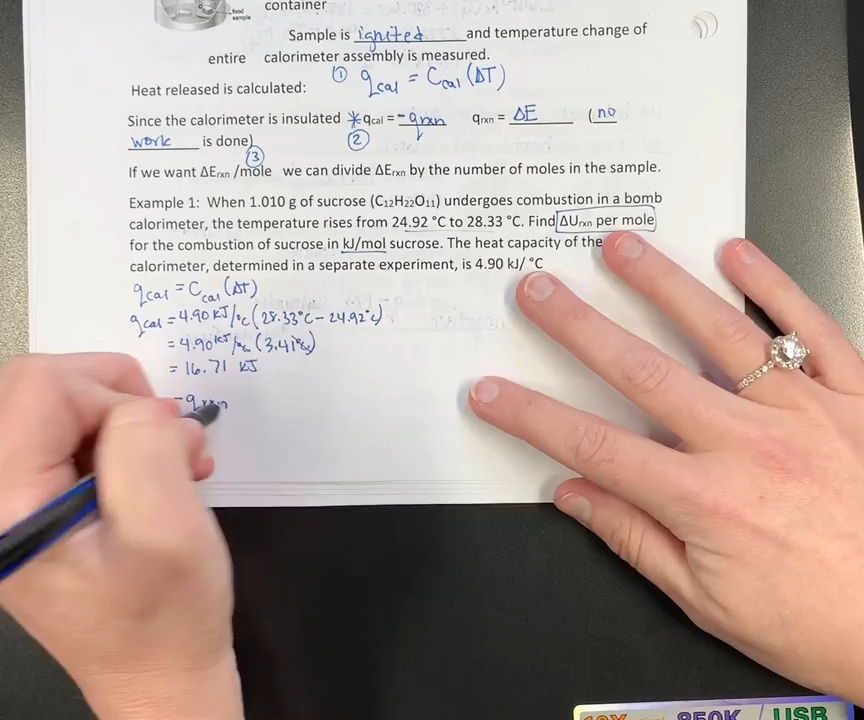 food
sample
container
Sample is ignited and temperature change of
entire calorimeter assembly is measured.
Heat released is calculated: ① qcal = Ccal (ΔT)
Since the calorimeter is insulated *qcal = -qrxn qrxn = ΔE (no
②
work is done)
③
If we want ΔErxn /mole we can divide ΔErxn by the number of moles in the sample.
Example 1: When 1.010 g of sucrose (C12H22O11) undergoes combustion in a bomb
calorimeter, the temperature rises from 24.92 °C to 28.33 °C. Find ΔUrxn per mole
for the combustion of sucrose in kJ/mol sucrose. The heat capacity of the
calorimeter, determined in a separate experiment, is 4.90 kJ/ °C
qcal = Ccal (ΔT)
qcal = 4.90 kJ/°C (28.33°C - 24.92°C)
= 4.90 kJ/°C (3.41°C)
= 16.71 kJ
-qrxn
850K / USB